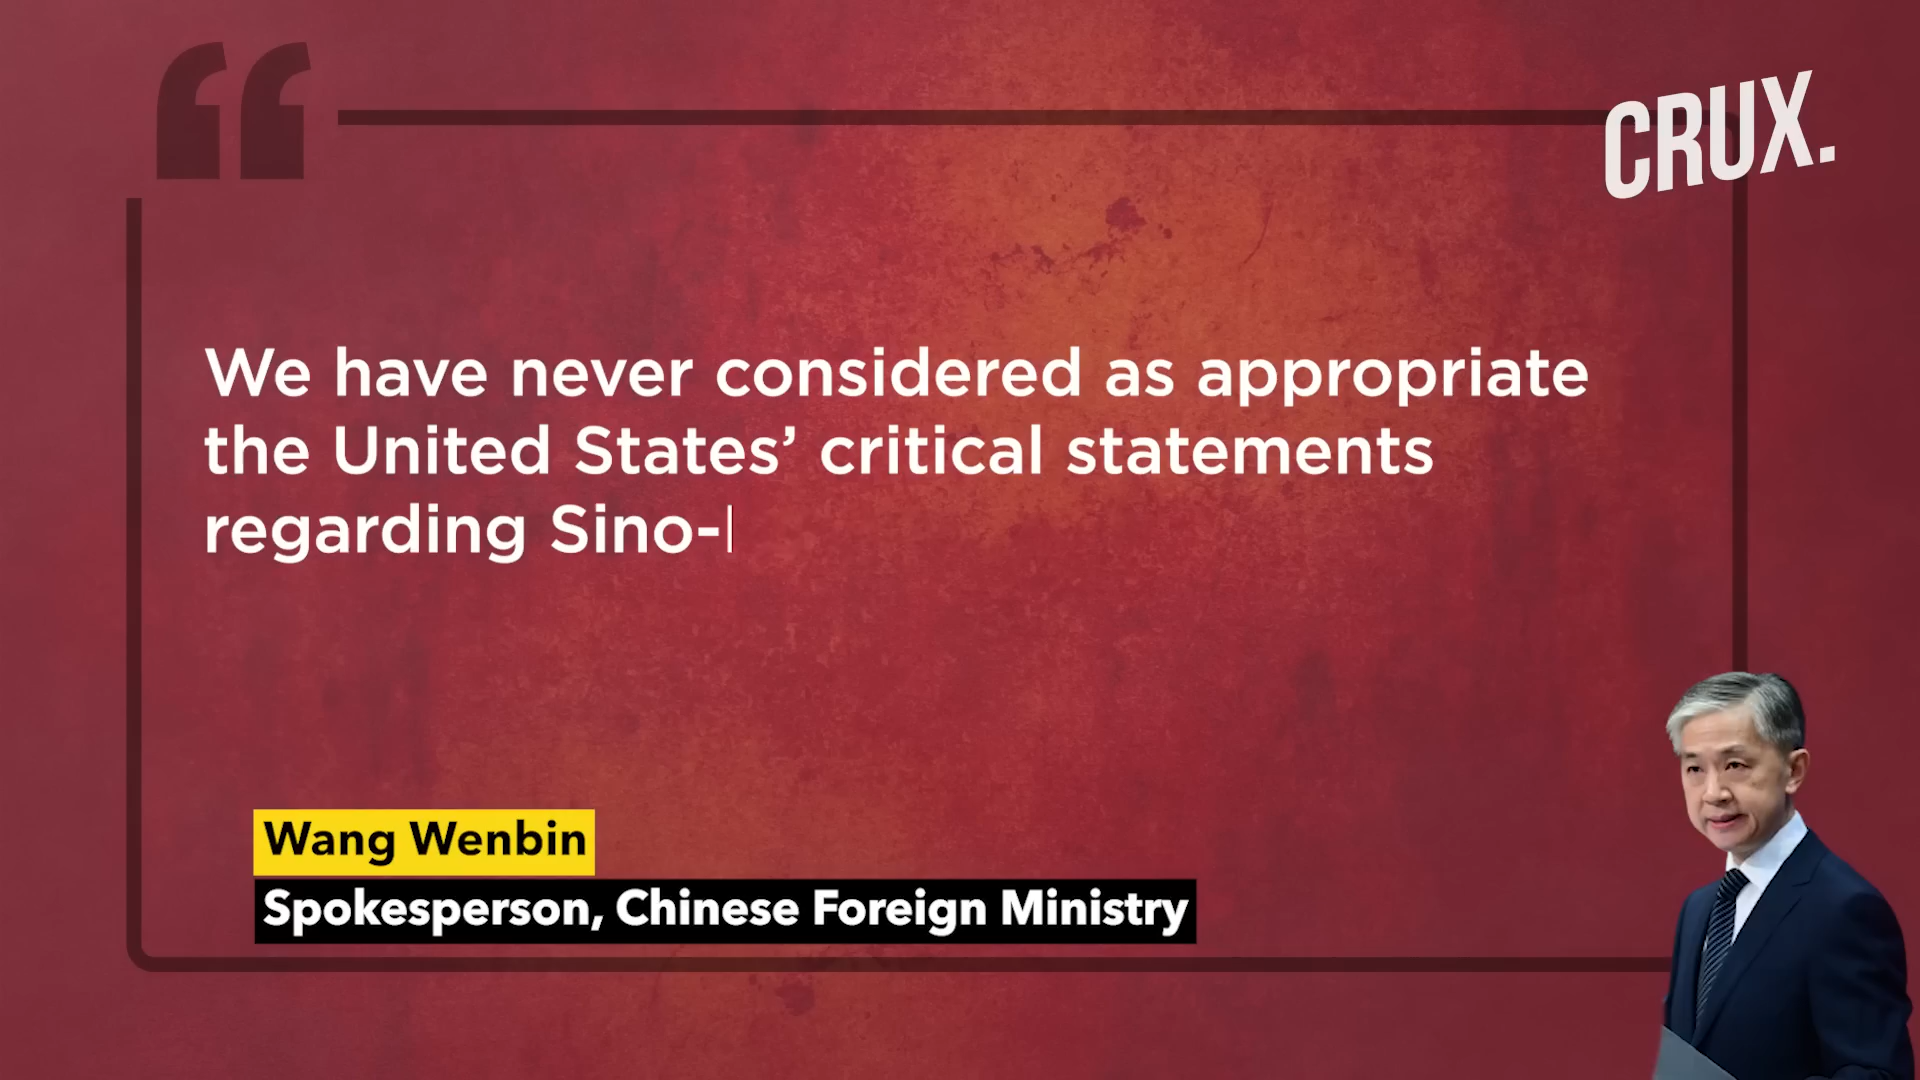 CRUX.
We have never considered as appropriate
the United States’ critical statements
regarding Sino-
Wang Wenbin
Spokesperson, Chinese Foreign Ministry